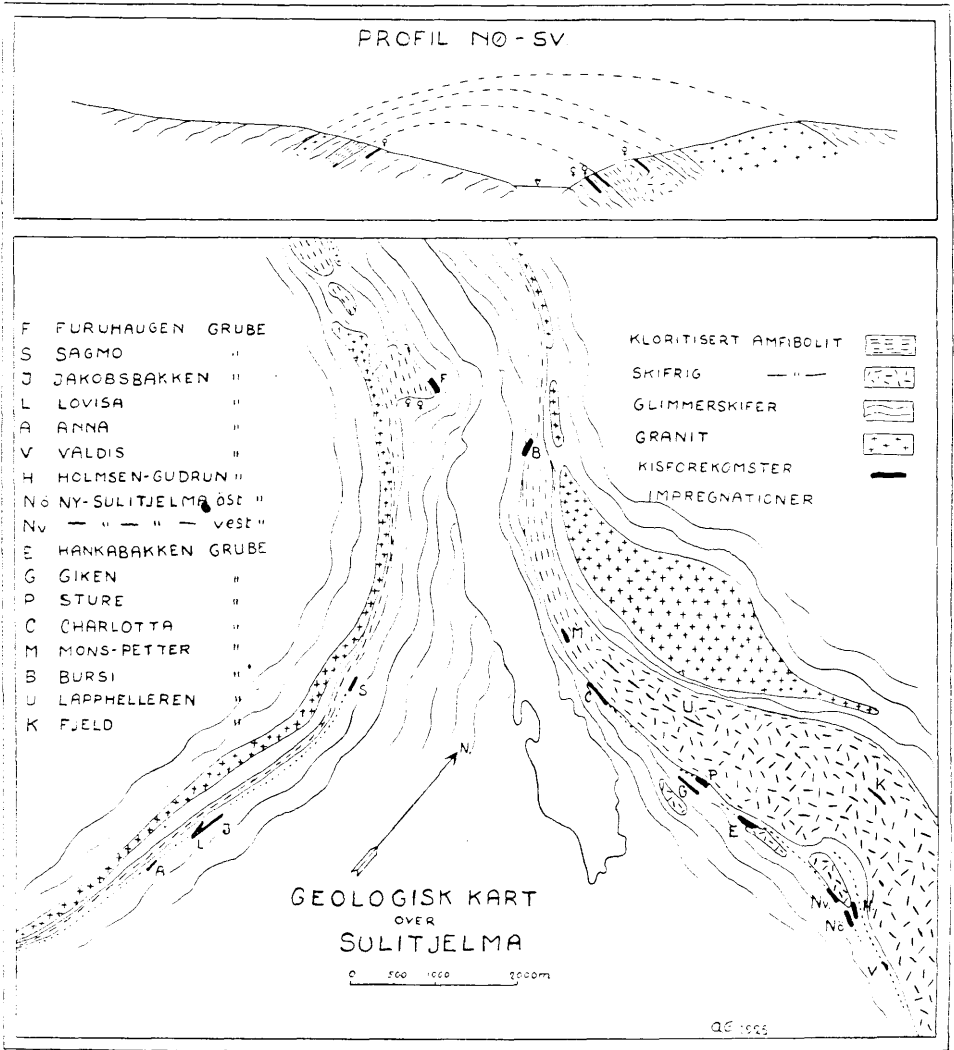 PROFIL NØ-SV
F FURUHAUGEN GRUBE
S SAGMO "
J JAKOBSBAKKEN "
L LOVISA "
A ANNA "
V VALDIS "
H HOLMSEN-GUDRUN "
Nö NY-SULITJELMA öst "
Nv — " — " — vest "
E HANKABAKKEN GRUBE
G GIKEN "
P STURE "
C CHARLOTTA "
M MONS-PETTER "
B BURSI "
U LAPPHELLEREN "
K FJELD "
KLORITISERT AMFIBOLIT
SKIFRIG — " —
GLIMMERSKIFER
GRANIT
KISFOREKOMSTER
IMPREGNATIONER
F
B
M
S
C
U
N.
P
G
K
J
L
E
A
Nv
H
Nö
V
GEOLOGISK KART
OVER
SULITJELMA
0 500 1000 2000m